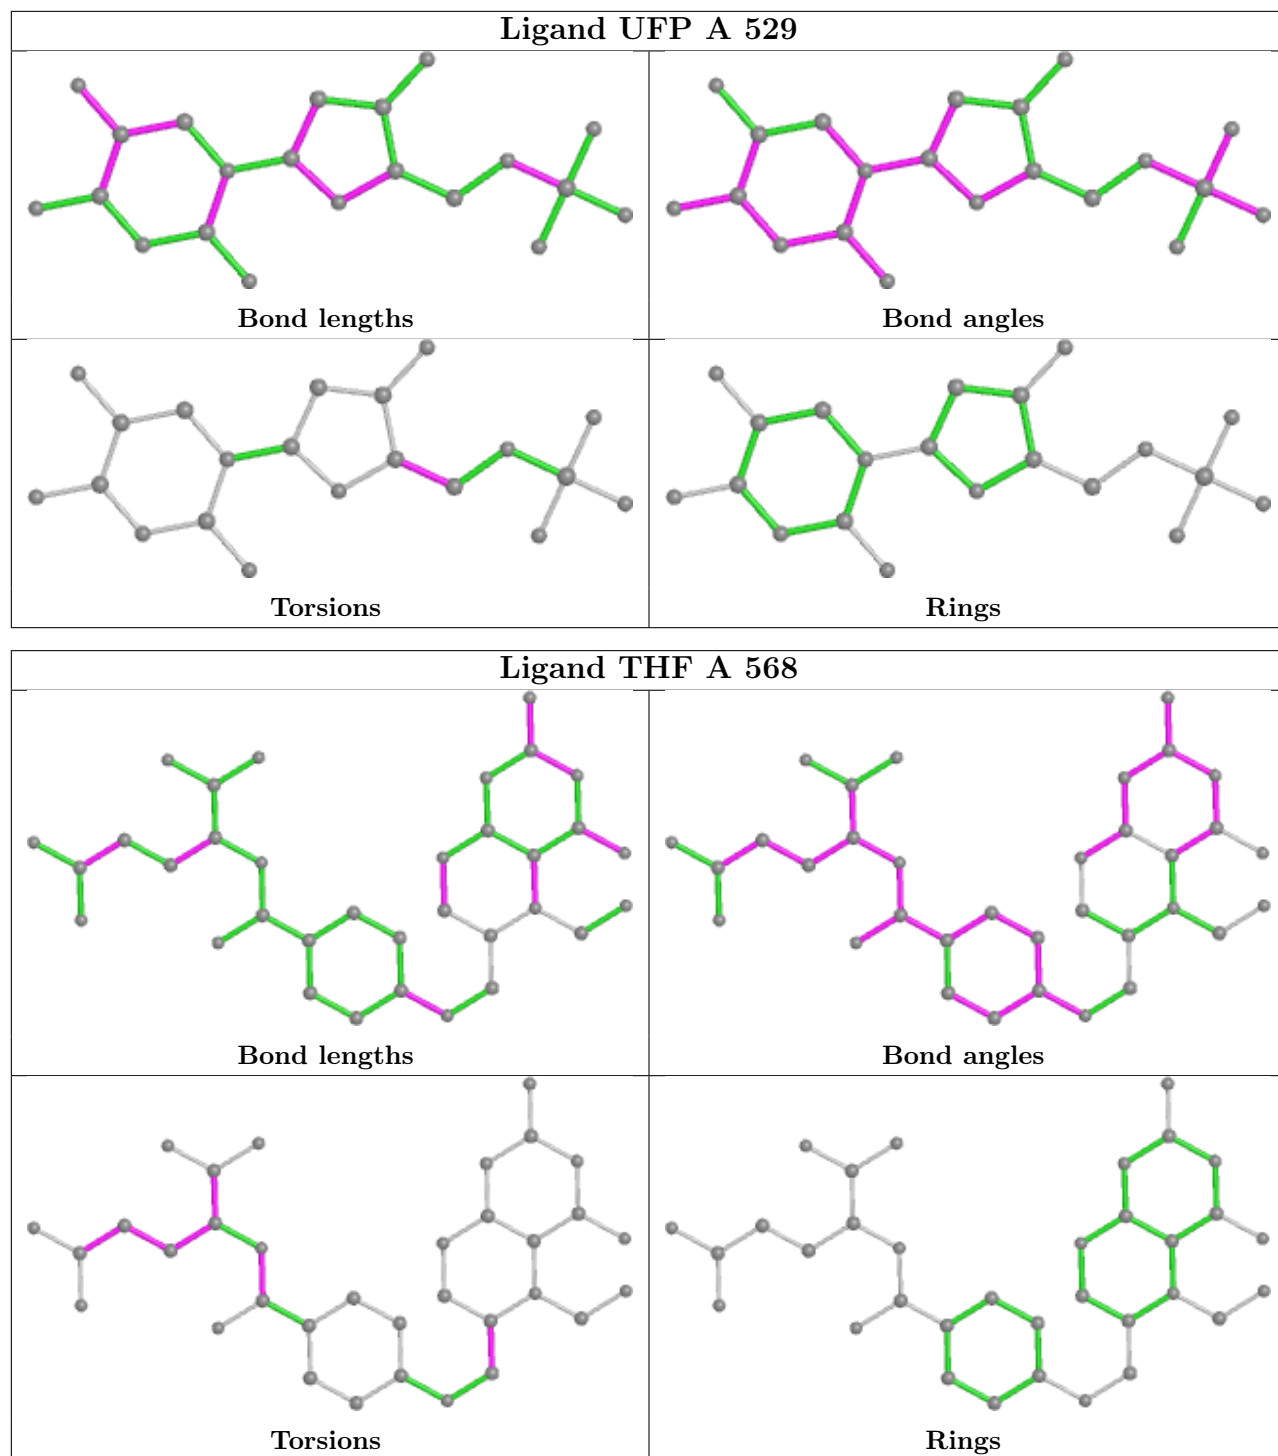 Ligand UFP A 529
Bond lengths
Bond angles
Torsions
Rings
Ligand THF A 568
Bond lengths
Bond angles
Torsions
Rings